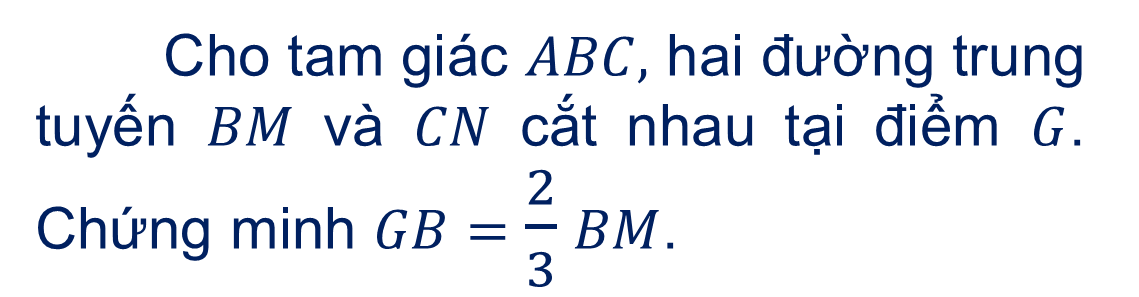 Cho tam giác ABC, hai đường trung
tuyến BM và CN cắt nhau tại điểm G.
Chứng minh GB = 2/3 BM.